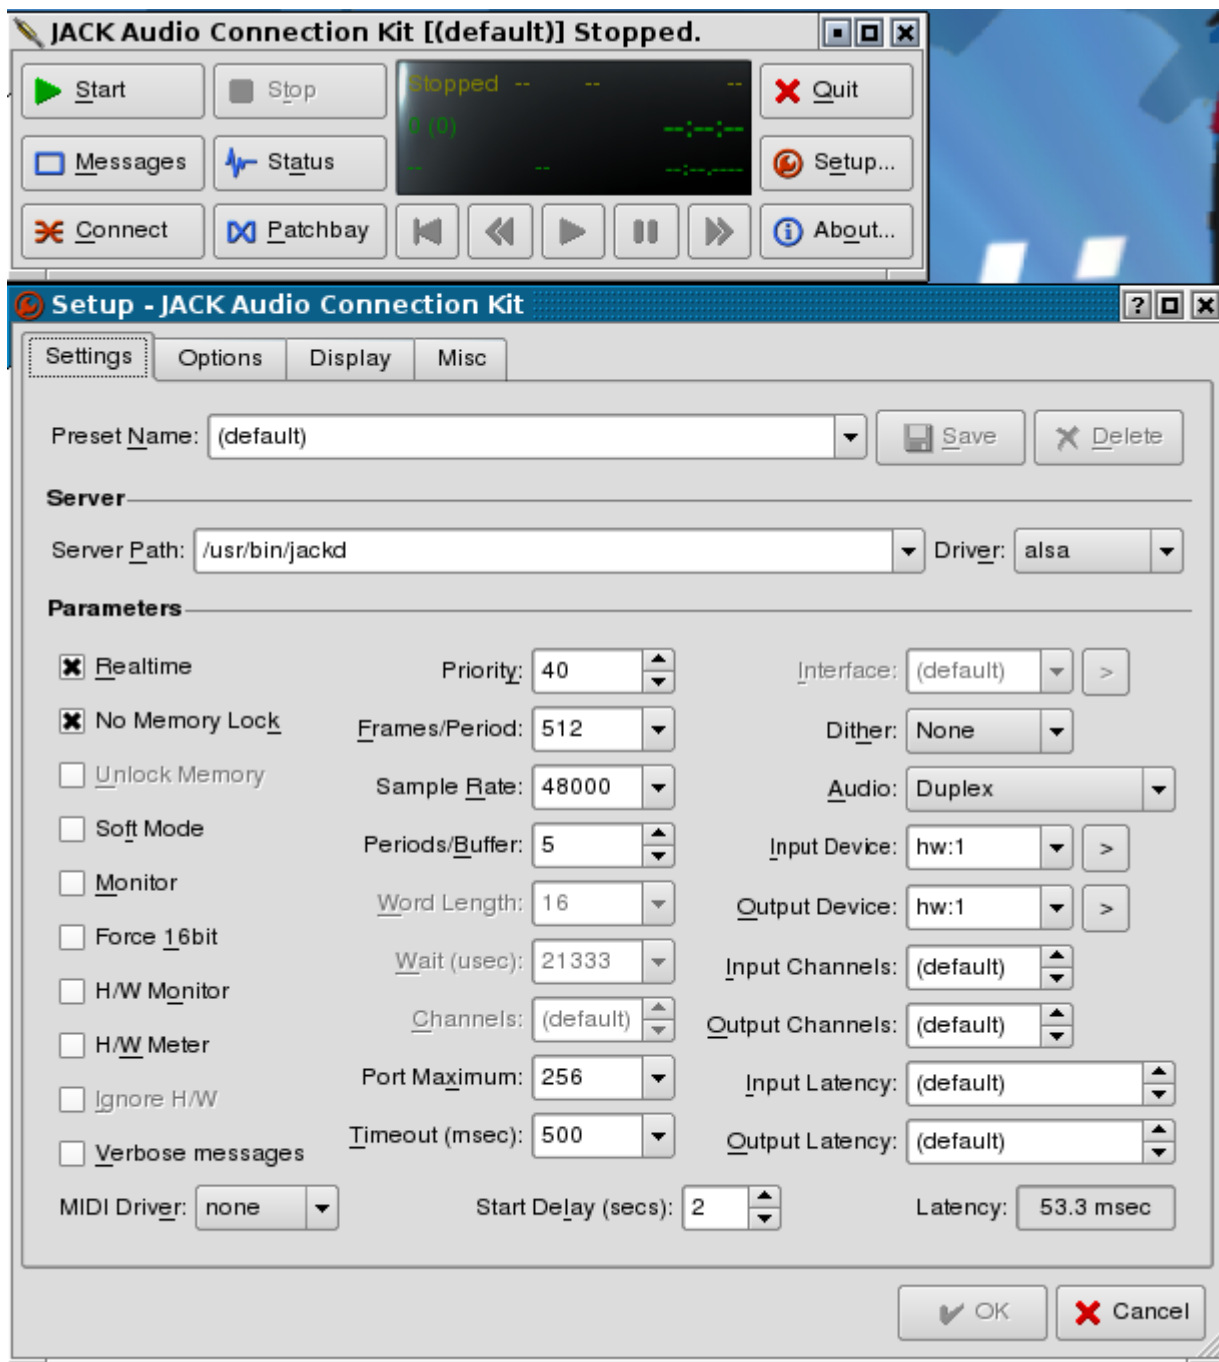 JACK Audio Connection Kit [(default)] Stopped.
Start
Stop
Stopped -- -- --
Quit
0 (0) --:--:--
Messages
Status
-- -- --:--.----
Setup...
Connect
Patchbay
About...
Setup - JACK Audio Connection Kit
?
Settings Options Display Misc
Preset Name: (default) Save Delete
Server
Server Path: /usr/bin/jackd Driver: alsa
Parameters
Realtime Priority: 40 Interface: (default) >
No Memory Lock Frames/Period: 512 Dither: None
Unlock Memory Sample Rate: 48000 Audio: Duplex
Soft Mode Periods/Buffer: 5 Input Device: hw:1 >
Monitor Word Length: 16 Output Device: hw:1 >
Force 16bit Wait (usec): 21333 Input Channels: (default)
H/W Monitor Channels: (default) Output Channels: (default)
H/W Meter Port Maximum: 256 Input Latency: (default)
Ignore H/W Timeout (msec): 500 Output Latency: (default)
Verbose messages
MIDI Driver: none Start Delay (secs): 2 Latency: 53.3 msec
OK Cancel